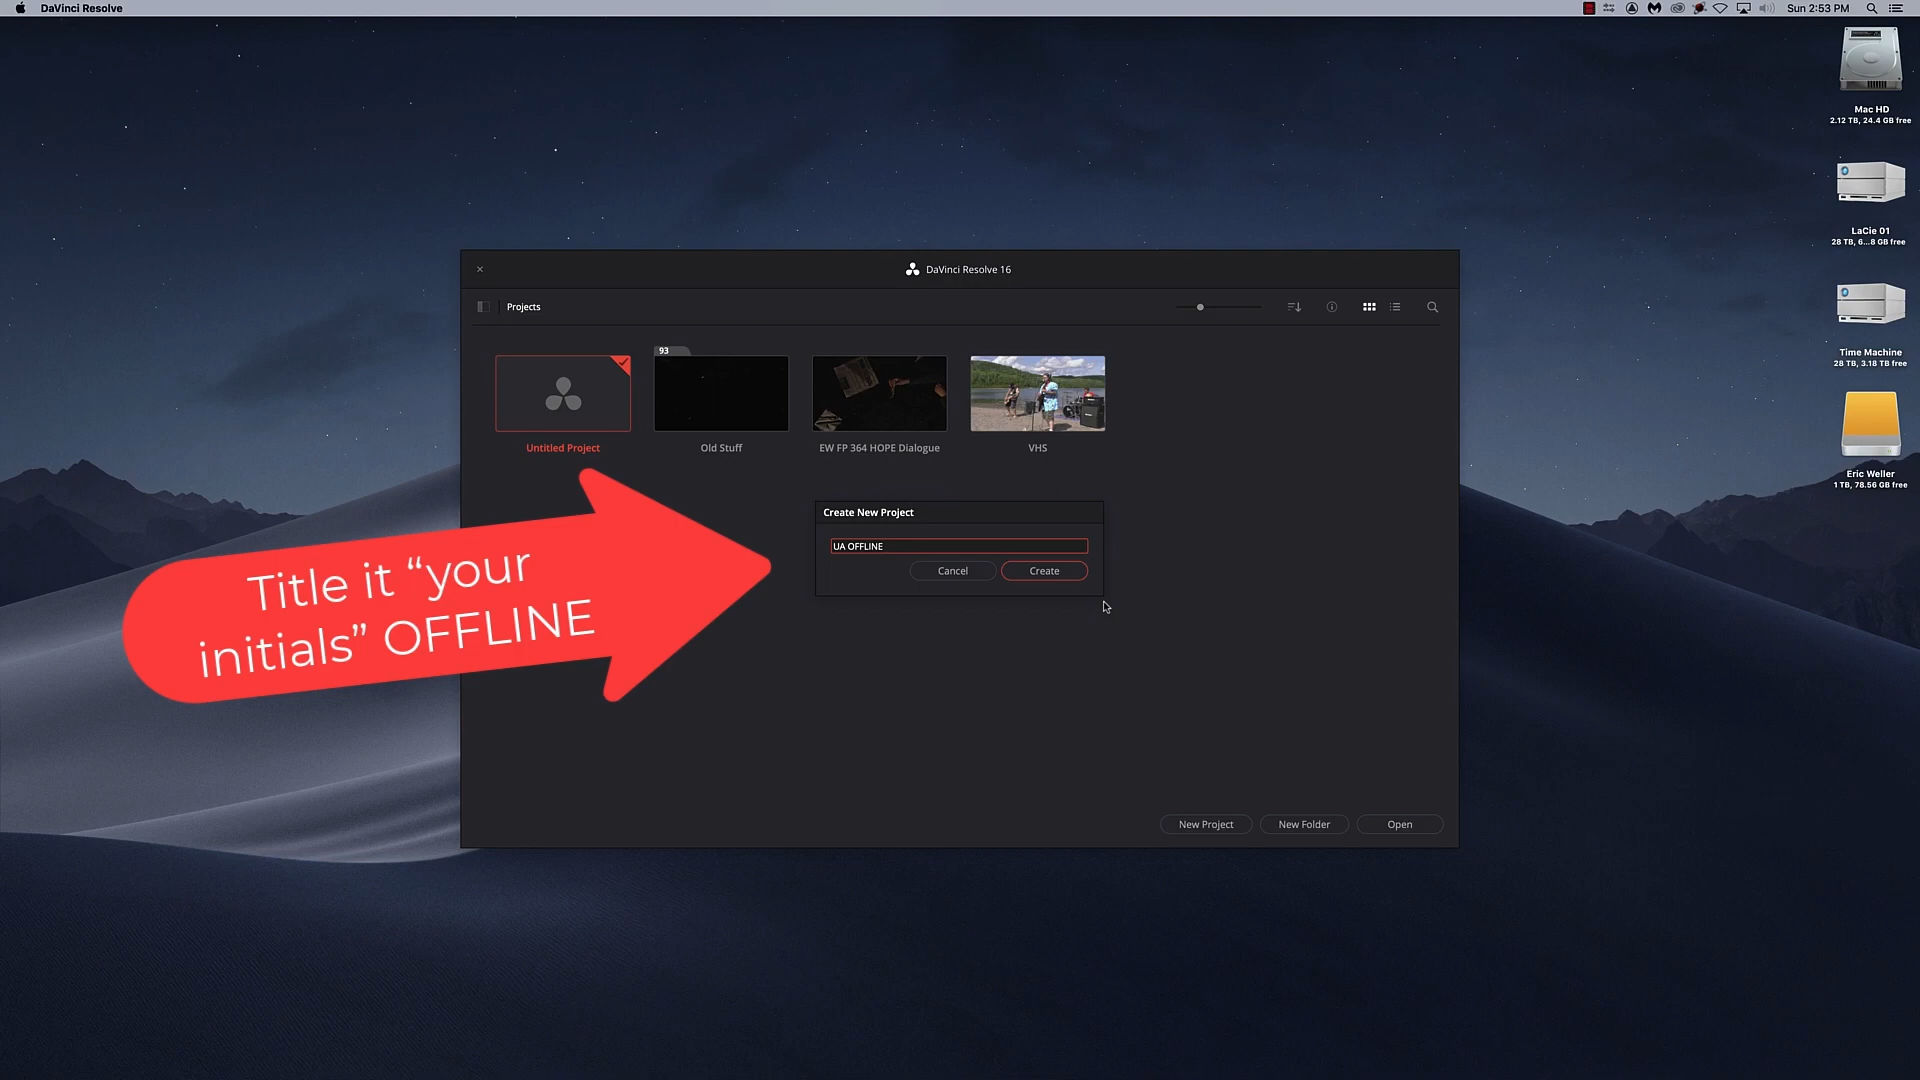 DaVinci Resolve
Sun 2:53 PM
Mac HD
2.12 TB, 24.4 GB free
LaCie 01
28 TB, 6...8 GB free
Time Machine
28 TB, 3.18 TB free
Eric Weller
1 TB, 78.56 GB free
DaVinci Resolve 16
Projects
93
Untitled Project
Old Stuff
EW FP 364 HOPE Dialogue
VHS
Create New Project
UA OFFLINE
Cancel
Create
Title it “your
initials” OFFLINE
New Project
New Folder
Open